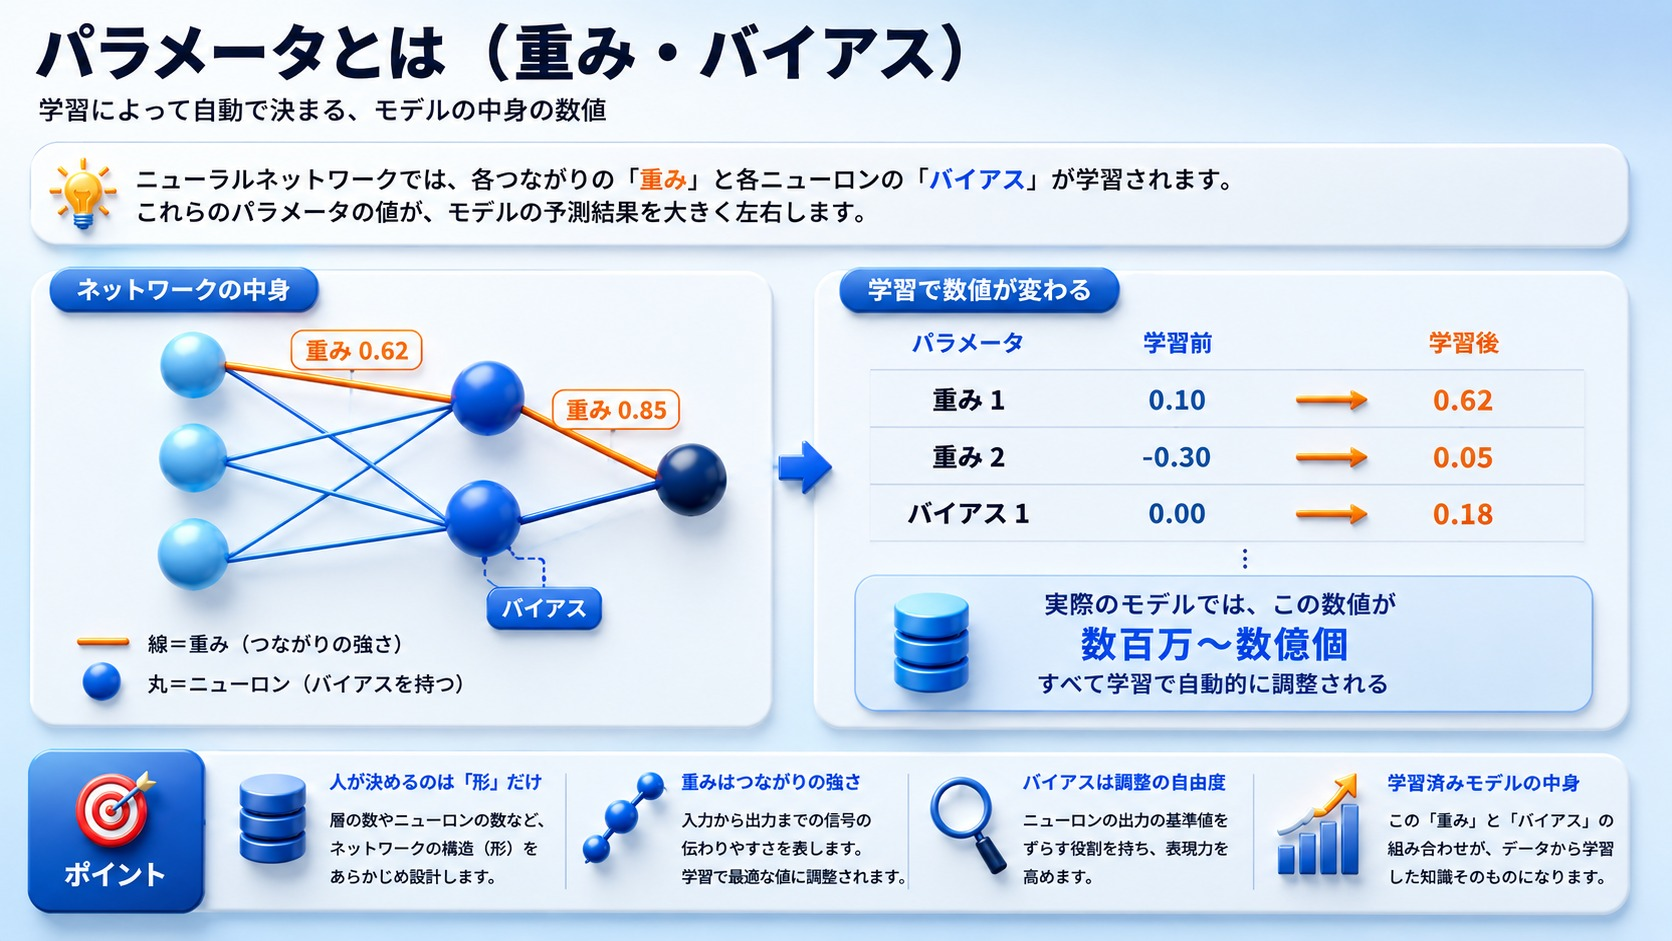 パラメータとは（重み・バイアス）
学習によって自動で決まる、モデルの中身の数値
ニューラルネットワークでは、各つながりの「重み」と各ニューロンの「バイアス」が学習されます。
これらのパラメータの値が、モデルの予測結果を大きく左右します。
ネットワークの中身
重み 0.62
重み 0.85
バイアス
線＝重み（つながりの強さ）
丸＝ニューロン（バイアスを持つ）
学習で数値が変わる
パラメータ 学習前 学習後
重み 1 0.10 0.62
重み 2 -0.30 0.05
バイアス 1 0.00 0.18
⋮
実際のモデルでは、この数値が
数百万～数億個
すべて学習で自動的に調整される
ポイント
人が決めるのは「形」だけ
層の数やニューロンの数など、
ネットワークの構造（形）を
あらかじめ設計します。
重みはつながりの強さ
入力から出力までの信号の
伝わりやすさを表します。
学習で最適な値に調整されます。
バイアスは調整の自由度
ニューロンの出力の基準値を
ずらす役割を持ち、表現力を
高めます。
学習済みモデルの中身
この「重み」と「バイアス」の
組み合わせが、データから学習
した知識そのものになります。